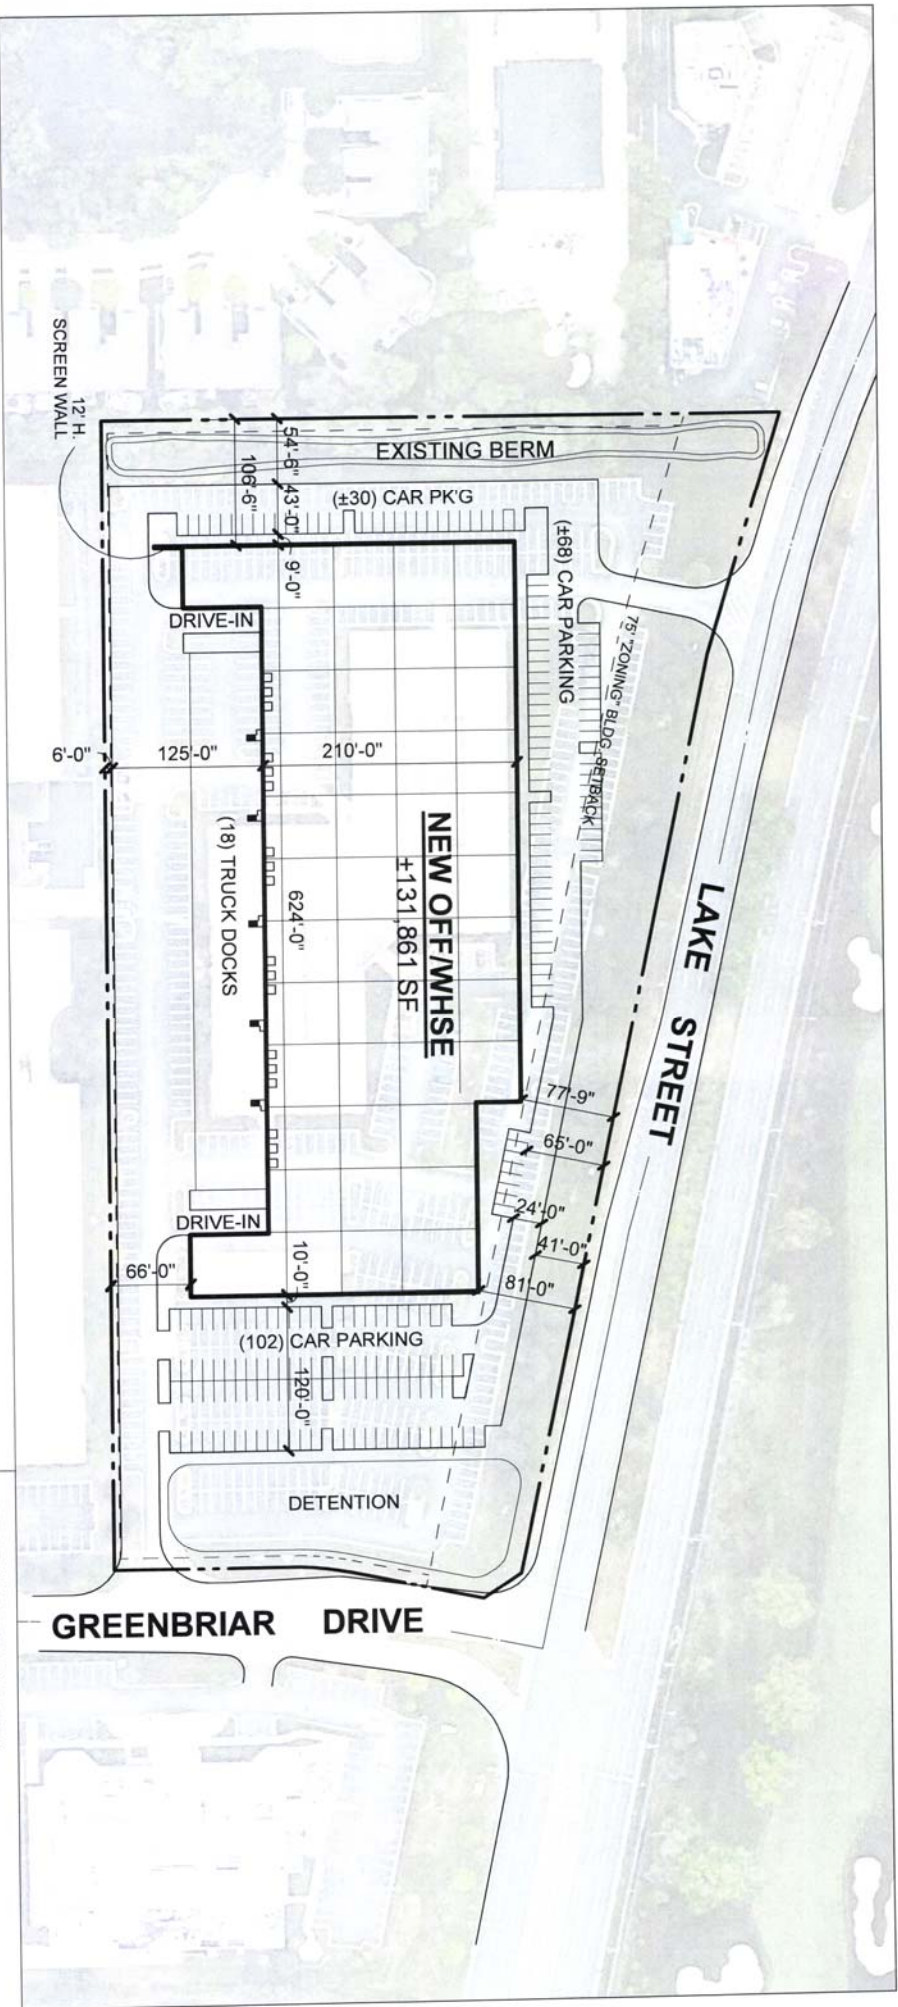 12' H.
SCREEN WALL
54'-6"
106'-6"
43'-0"
9'-0"
EXISTING BERM
(±30) CAR PK'G
(±68) CAR PARKING
75' "ZONING" BLDG SETBACK
DRIVE-IN
6'-0"
125'-0"
210'-0"
(18) TRUCK DOCKS
624'-0"
NEW OFF/WHSE
±131,861 SF
LAKE STREET
77'-9"
65'-0"
24'-0"
41'-0"
81'-0"
DRIVE-IN
66'-0"
10'-0"
(102) CAR PARKING
120'-0"
DETENTION
GREENBRIAR DRIVE